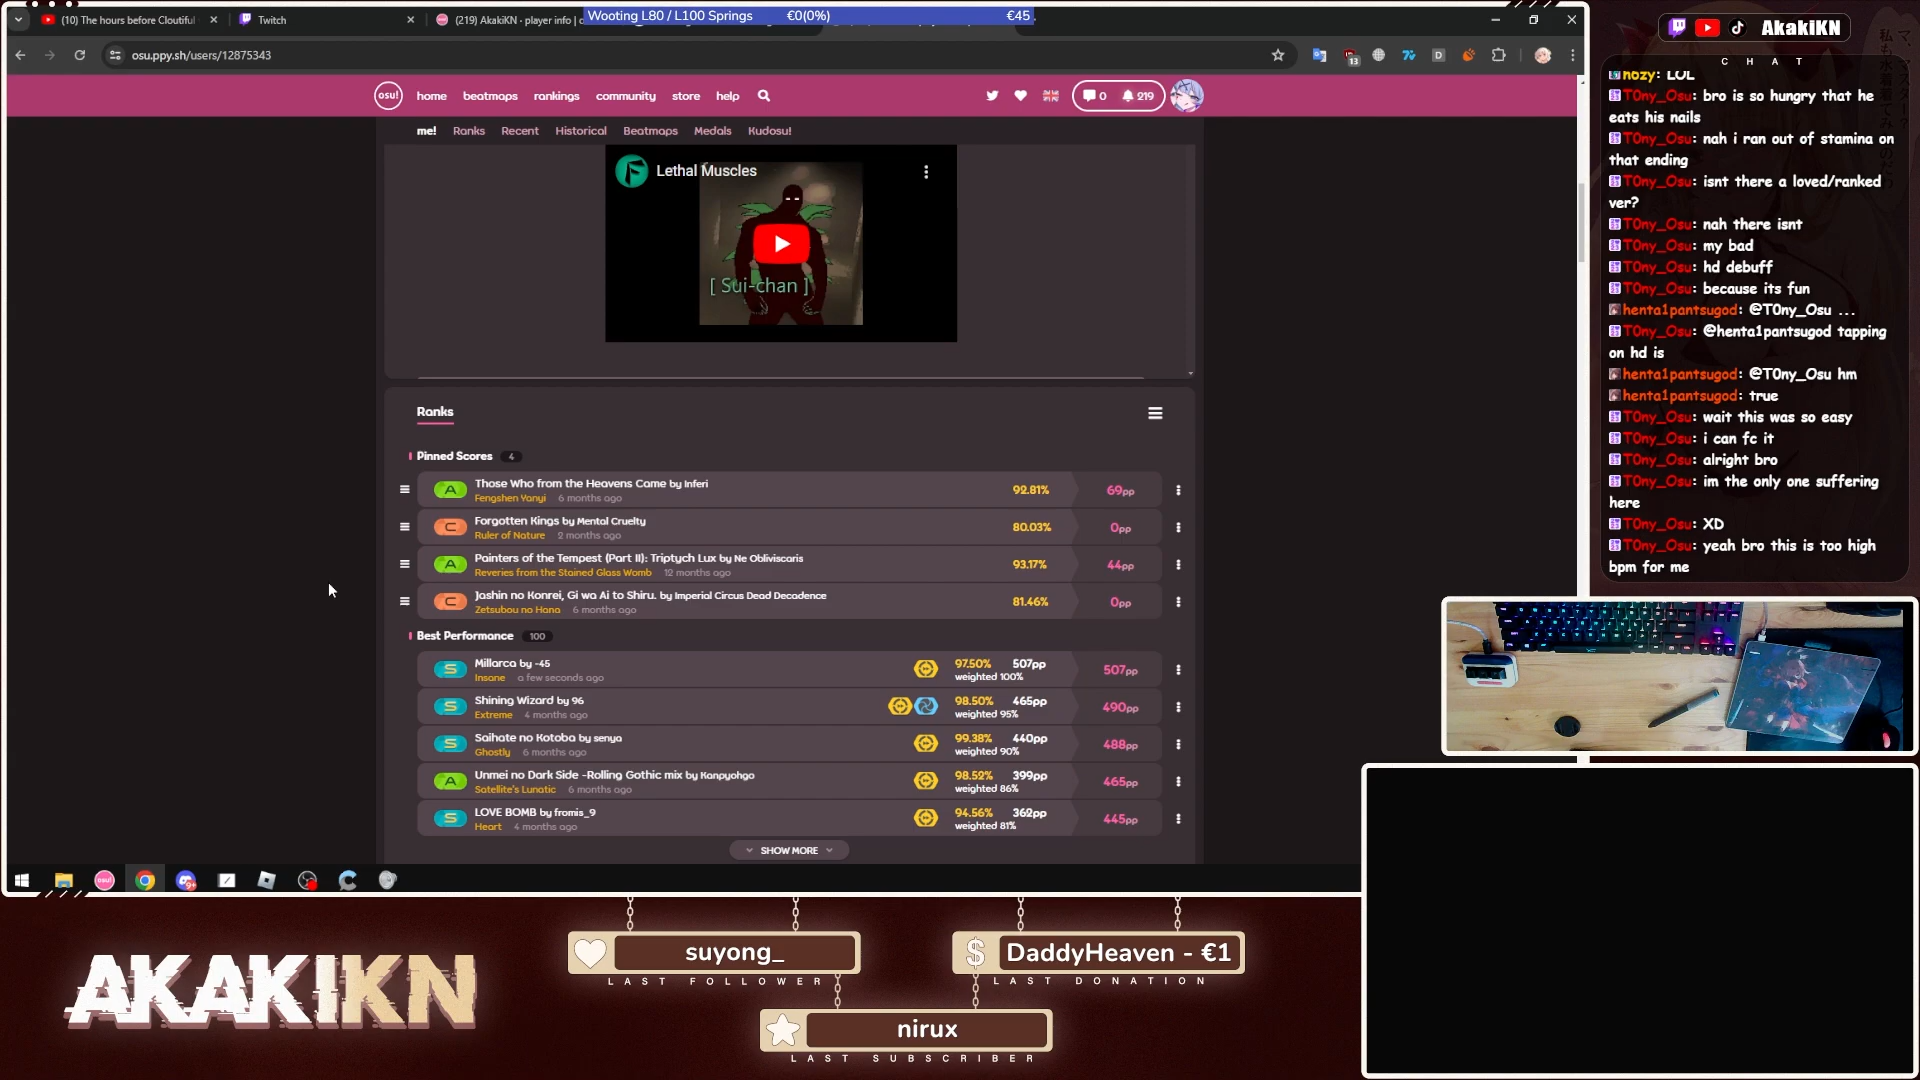 (10) The hours before Cloutiful
Twitch
(219) AkakiKN · player info | o
Wooting L80 / L100 Springs €0(0%) €45
osu.ppy.sh/users/12875343
13
osu!
home beatmaps rankings community store help
0 219
me! Ranks Recent Historical Beatmaps Medals Kudosu!
Lethal Muscles
[ Sui-chan ]
Ranks
Pinned Scores 4
A Those Who from the Heavens Came by Inferi 92.81% 69pp
Fengshen Yanyi 6 months ago
C Forgotten Kings by Mental Cruelty 80.03% 0pp
Ruler of Nature 2 months ago
A Painters of the Tempest (Part II): Triptych Lux by Ne Obliviscaris 93.17% 44pp
Reveries from the Stained Glass Womb 12 months ago
C Jashin no Konrei, Gi wa Ai to Shiru. by Imperial Circus Dead Decadence 81.46% 0pp
Zetsubou no Hana 6 months ago
Best Performance 100
S Millarca by -45 97.50% 507pp 507pp
Insane a few seconds ago weighted 100%
S Shining Wizard by 96 98.50% 465pp 490pp
Extreme 4 months ago weighted 95%
S Saihate no Kotoba by senya 99.38% 440pp 488pp
Ghostly 6 months ago weighted 90%
A Unmei no Dark Side -Rolling Gothic mix by Kanpyohgo 98.52% 399pp 465pp
Satellite's Lunatic 6 months ago weighted 86%
S LOVE BOMB by fromis_9 94.56% 362pp 445pp
Heart 4 months ago weighted 81%
SHOW MORE
AkakiKN
CHAT
hozy: LOL
T0ny_Osu: bro is so hungry that he
eats his nails
T0ny_Osu: nah i ran out of stamina on
that ending
T0ny_Osu: isnt there a loved/ranked
ver?
T0ny_Osu: nah there isnt
T0ny_Osu: my bad
T0ny_Osu: hd debuff
T0ny_Osu: because its fun
henta1pantsugod: @T0ny_Osu ...
T0ny_Osu: @henta1pantsugod tapping
on hd is
henta1pantsugod: @T0ny_Osu hm
henta1pantsugod: true
T0ny_Osu: wait this was so easy
T0ny_Osu: i can fc it
T0ny_Osu: alright bro
T0ny_Osu: im the only one suffering
here
T0ny_Osu: XD
T0ny_Osu: yeah bro this is too high
bpm for me
AKAKIKN
suyong_
LAST FOLLOWER
DaddyHeaven - €1
LAST DONATION
nirux
LAST SUBSCRIBER